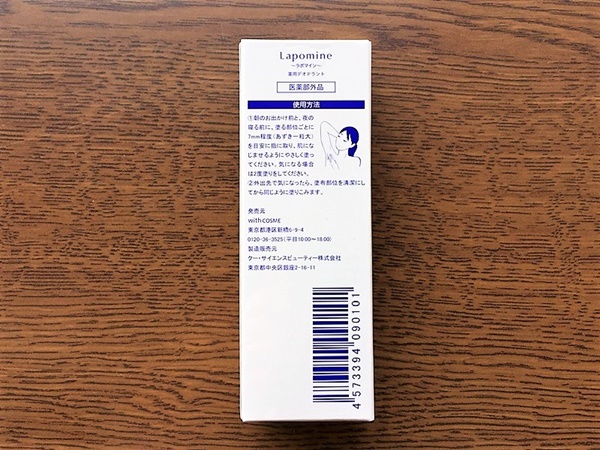 Lapomine
～ラポマイン～
薬用デオドラント
医薬部外品
使用方法
①朝のお出かけ前と、夜の
寝る前に、塗る部位ごとに
7mm程度（あずき一粒大）
を目安に指に取り、肌にな
じませるようにやさしく塗っ
てください。気になる場合
は2度塗りをしてください。
②外出先で気になったら、塗布部位を清潔にし
てから同じように塗りこみます。
発売元
with COSME
東京都港区新橋6-9-4
0120-36-3525（平日10:00～18:00）
製造販売元
クー・サイエンスビューティー株式会社
東京都中央区銀座2-16-11
4 573394 090101